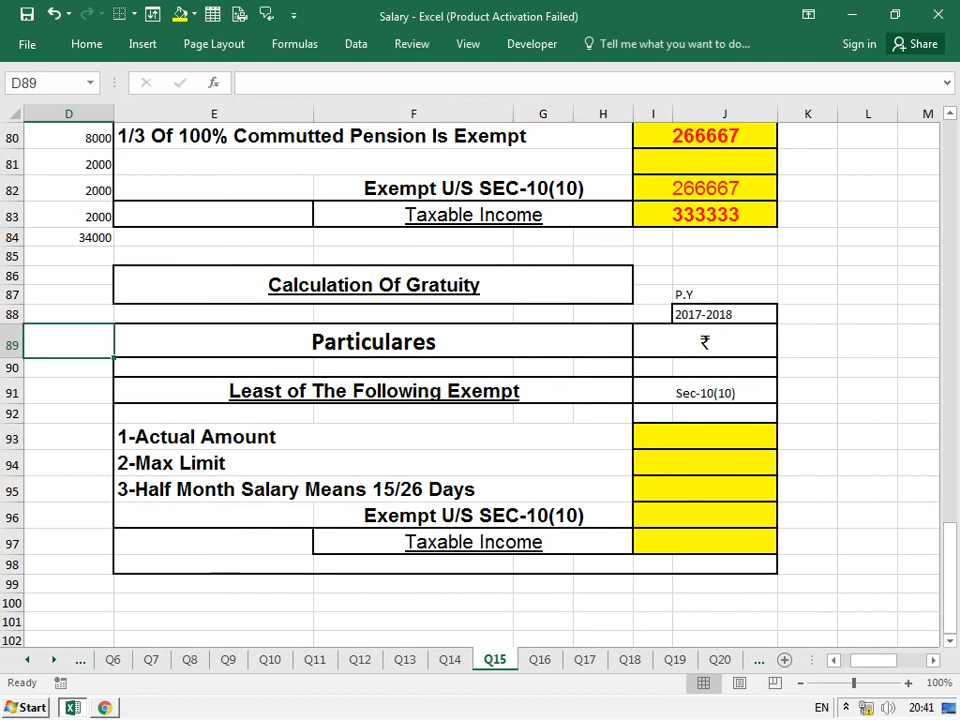 Salary - Excel (Product Activation Failed)
File Home Insert Page Layout Formulas Data Review View Developer Tell me what you want to do... Sign in Share
D89 fx
D E F G H I J K L M
80 8000 1/3 Of 100% Commutted Pension Is Exempt 266667
81 2000
82 2000 Exempt U/S SEC-10(10) 266667
83 2000 Taxable Income 333333
84 34000
85
86
Calculation Of Gratuity
87 P.Y
88 2017-2018
89 Particulares ₹
90
91 Least of The Following Exempt Sec-10(10)
92
93 1-Actual Amount
94 2-Max Limit
95 3-Half Month Salary Means 15/26 Days
96 Exempt U/S SEC-10(10)
97 Taxable Income
98
99
100
101
102
... Q6 Q7 Q8 Q9 Q10 Q11 Q12 Q13 Q14 Q15 Q16 Q17 Q18 Q19 Q20 ...
Ready 100%
Start EN 20:41